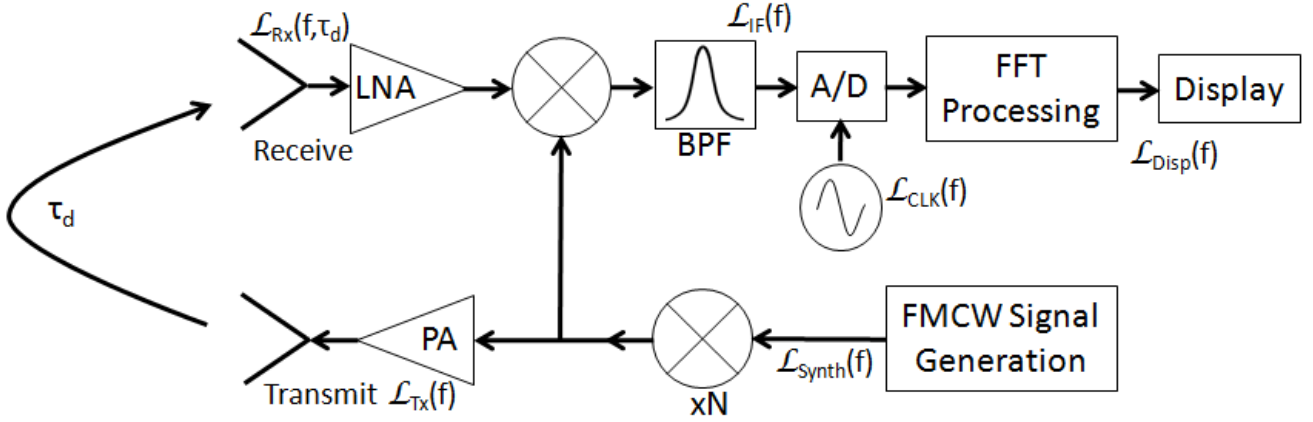 ℒRx(f,τd)
LNA
Receive
BPF
ℒIF(f)
A/D
ℒCLK(f)
FFT
Processing
ℒDisp(f)
Display
τd
Transmit ℒTx(f)
PA
xN
ℒSynth(f)
FMCW Signal
Generation